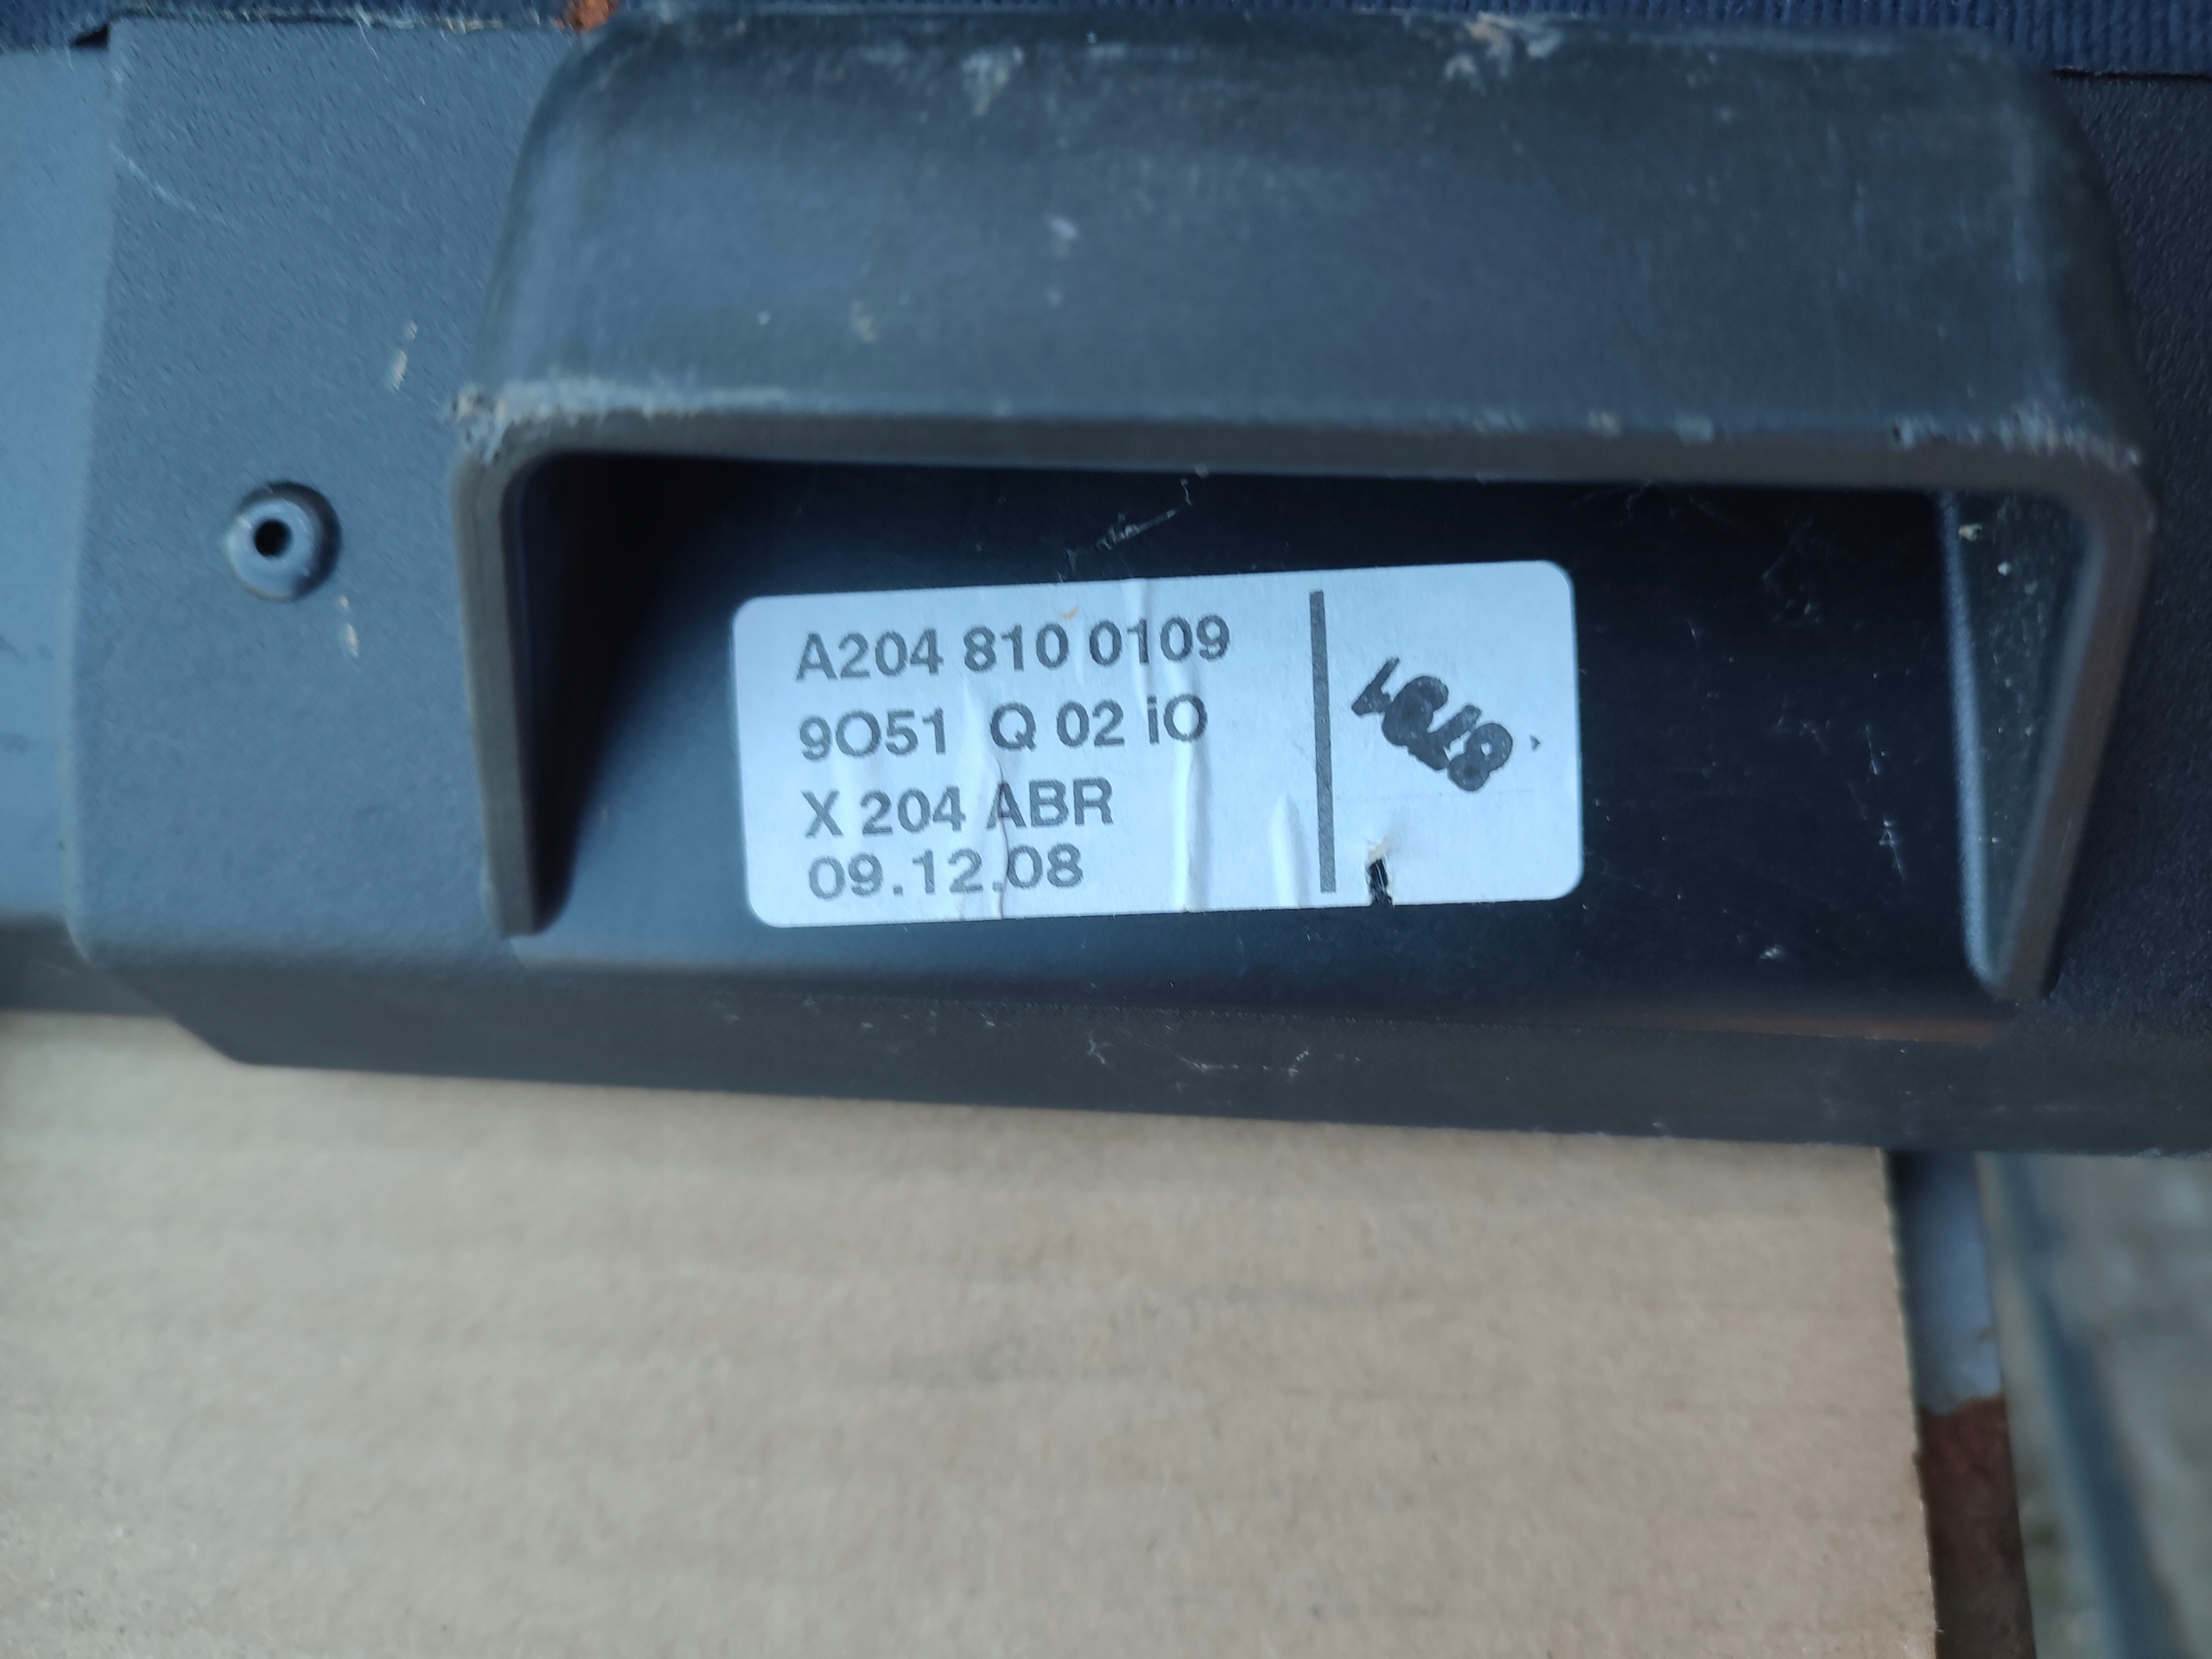 A204 810 0109
9O51 Q 02 iO
X 204 ABR
09.12.08